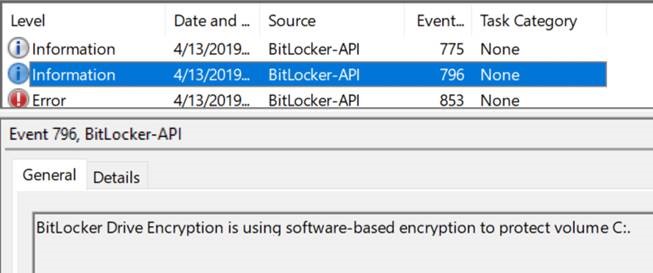 Level Date and ... Source Event... Task Category
Information 4/13/2019... BitLocker-API 775 None
Information 4/13/2019... BitLocker-API 796 None
Error 4/13/2019... BitLocker-API 853 None
Event 796, BitLocker-API
General Details
BitLocker Drive Encryption is using software-based encryption to protect volume C:.